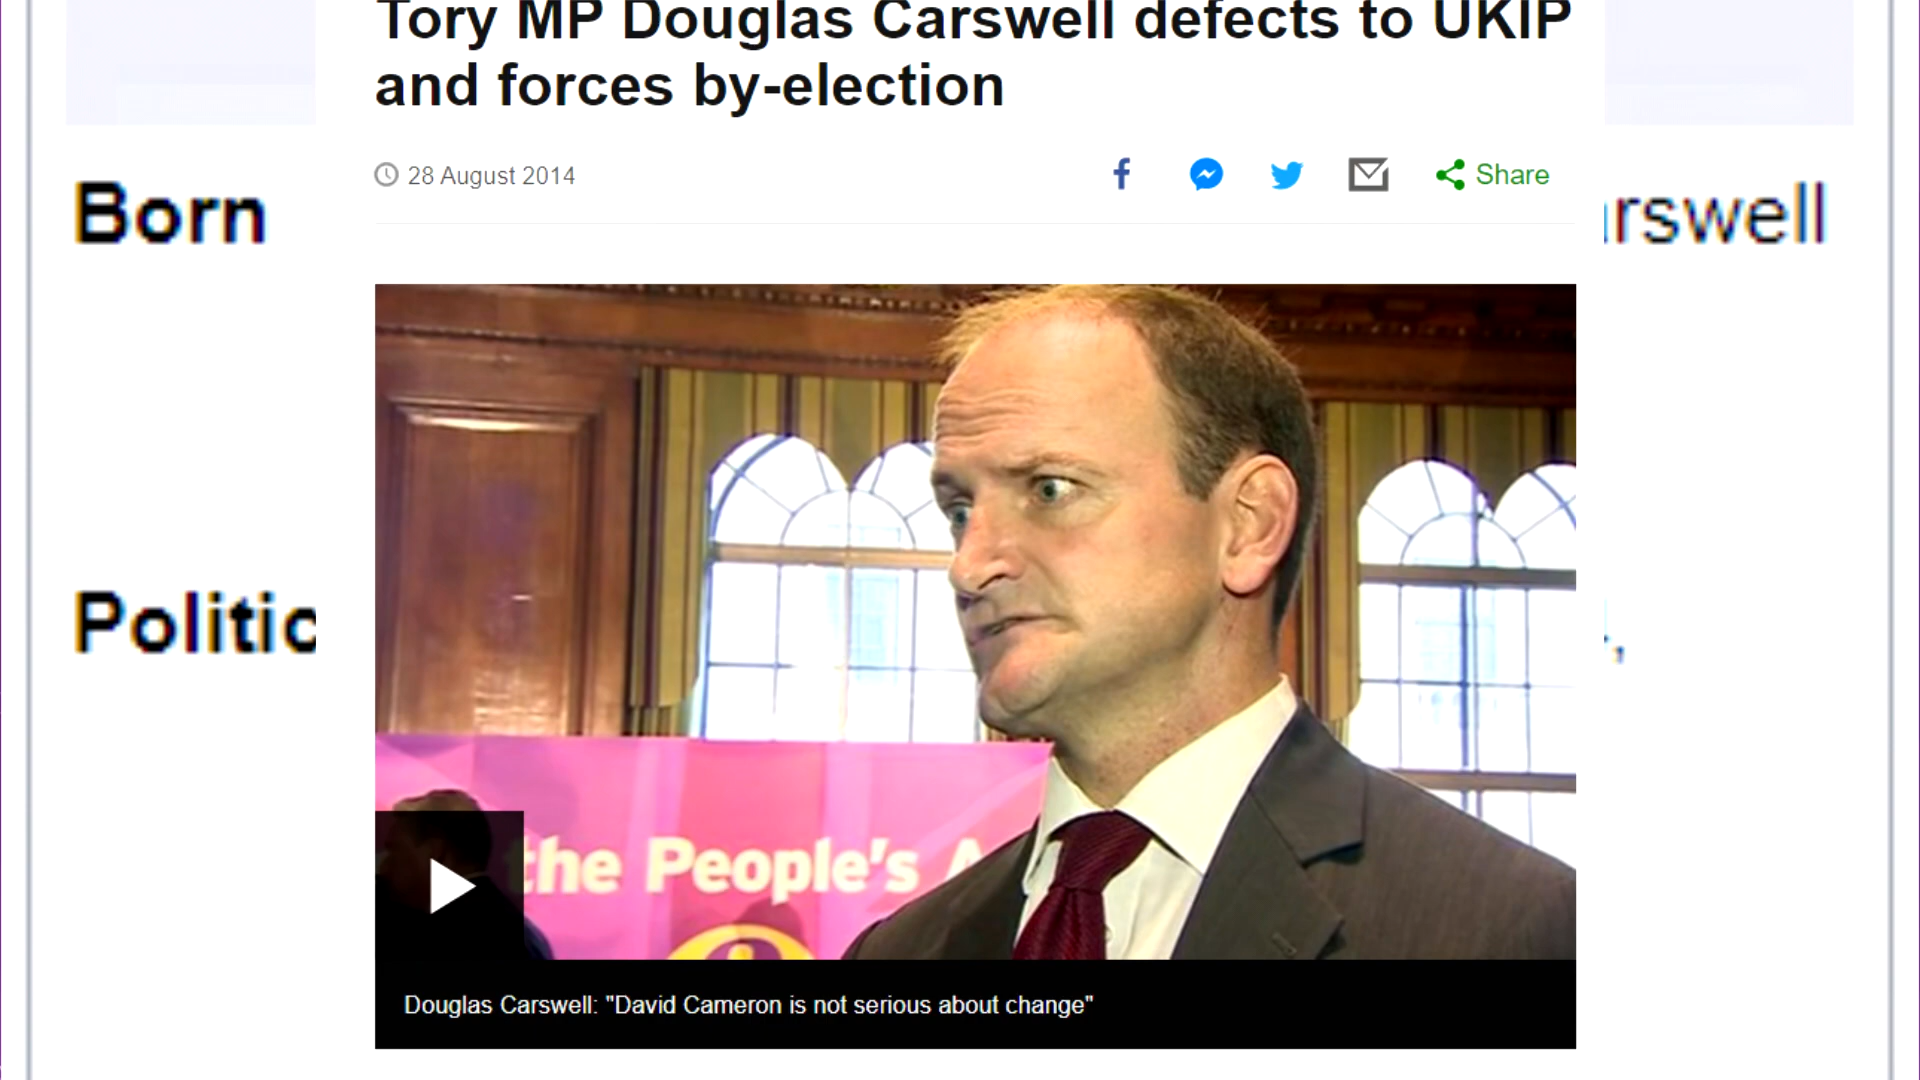 Tory MP Douglas Carswell defects to UKIP
and forces by-election
28 August 2014
Share
Born
rswell
Politic
,
the People's A
Douglas Carswell: "David Cameron is not serious about change"